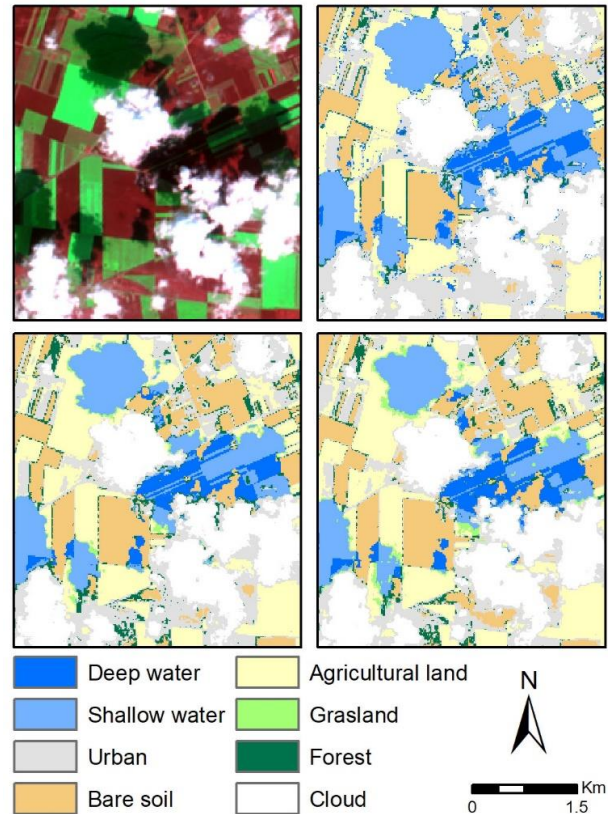 Deep water
Shallow water
Urban
Bare soil
Agricultural land
Grasland
Forest
Cloud
N
Km
0 1.5